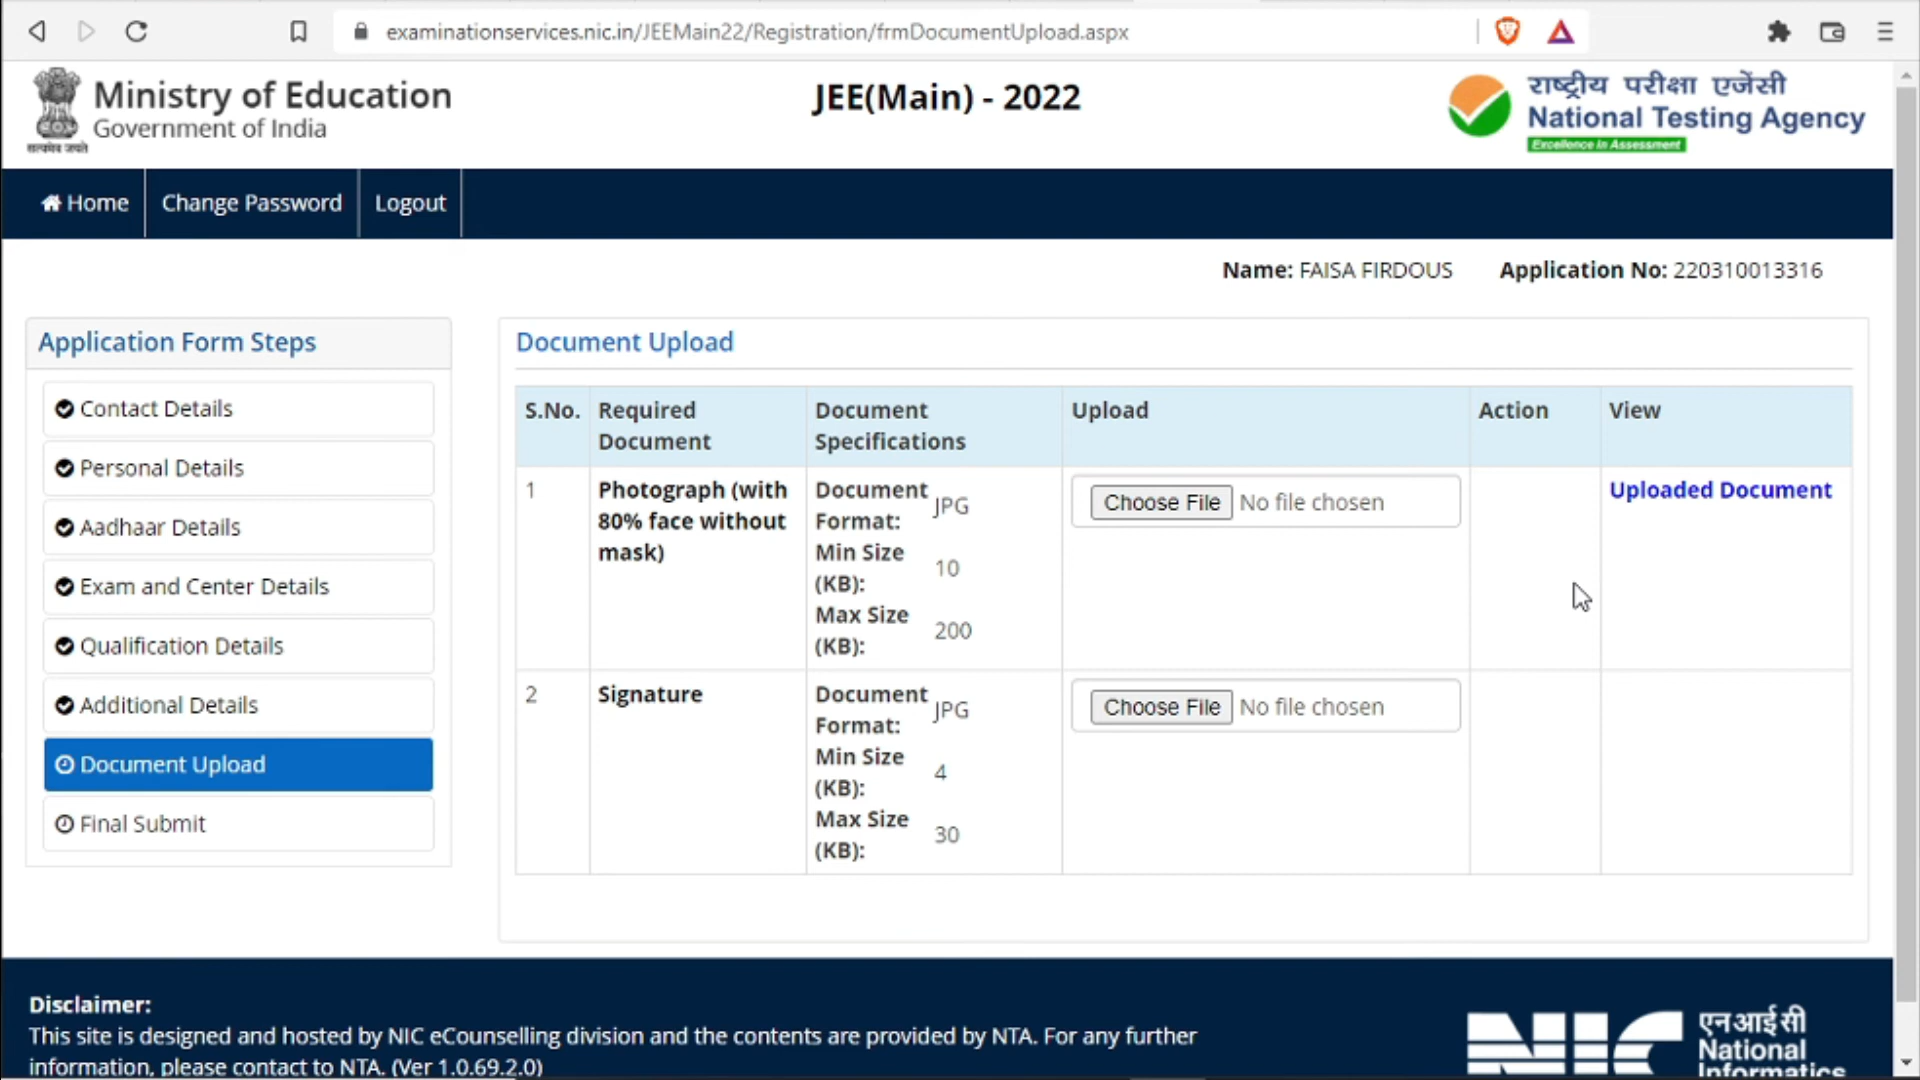 examinationservices.nic.in/JEEMain22/Registration/frmDocumentUpload.aspx
सत्यमेव जयते
Ministry of Education
Government of India
JEE(Main) - 2022
राष्ट्रीय परीक्षा एजेंसी
National Testing Agency
Excellence in Assessment
Home
Change Password
Logout
Name: FAISA FIRDOUS
Application No: 220310013316
Application Form Steps
Contact Details
Personal Details
Aadhaar Details
Exam and Center Details
Qualification Details
Additional Details
Document Upload
Final Submit
Document Upload
S.No.
Required
Document
Document
Specifications
Upload
Action
View
1
Photograph (with
80% face without
mask)
Document
Format:
JPG
Min Size
(KB):
10
Max Size
(KB):
200
Choose File No file chosen
Uploaded Document
2
Signature
Document
Format:
JPG
Min Size
(KB):
4
Max Size
(KB):
30
Choose File No file chosen
Disclaimer:
This site is designed and hosted by NIC eCounselling division and the contents are provided by NTA. For any further
information, please contact to NTA. (Ver 1.0.69.2.0)
NIC
एनआईसी
National
Informatics